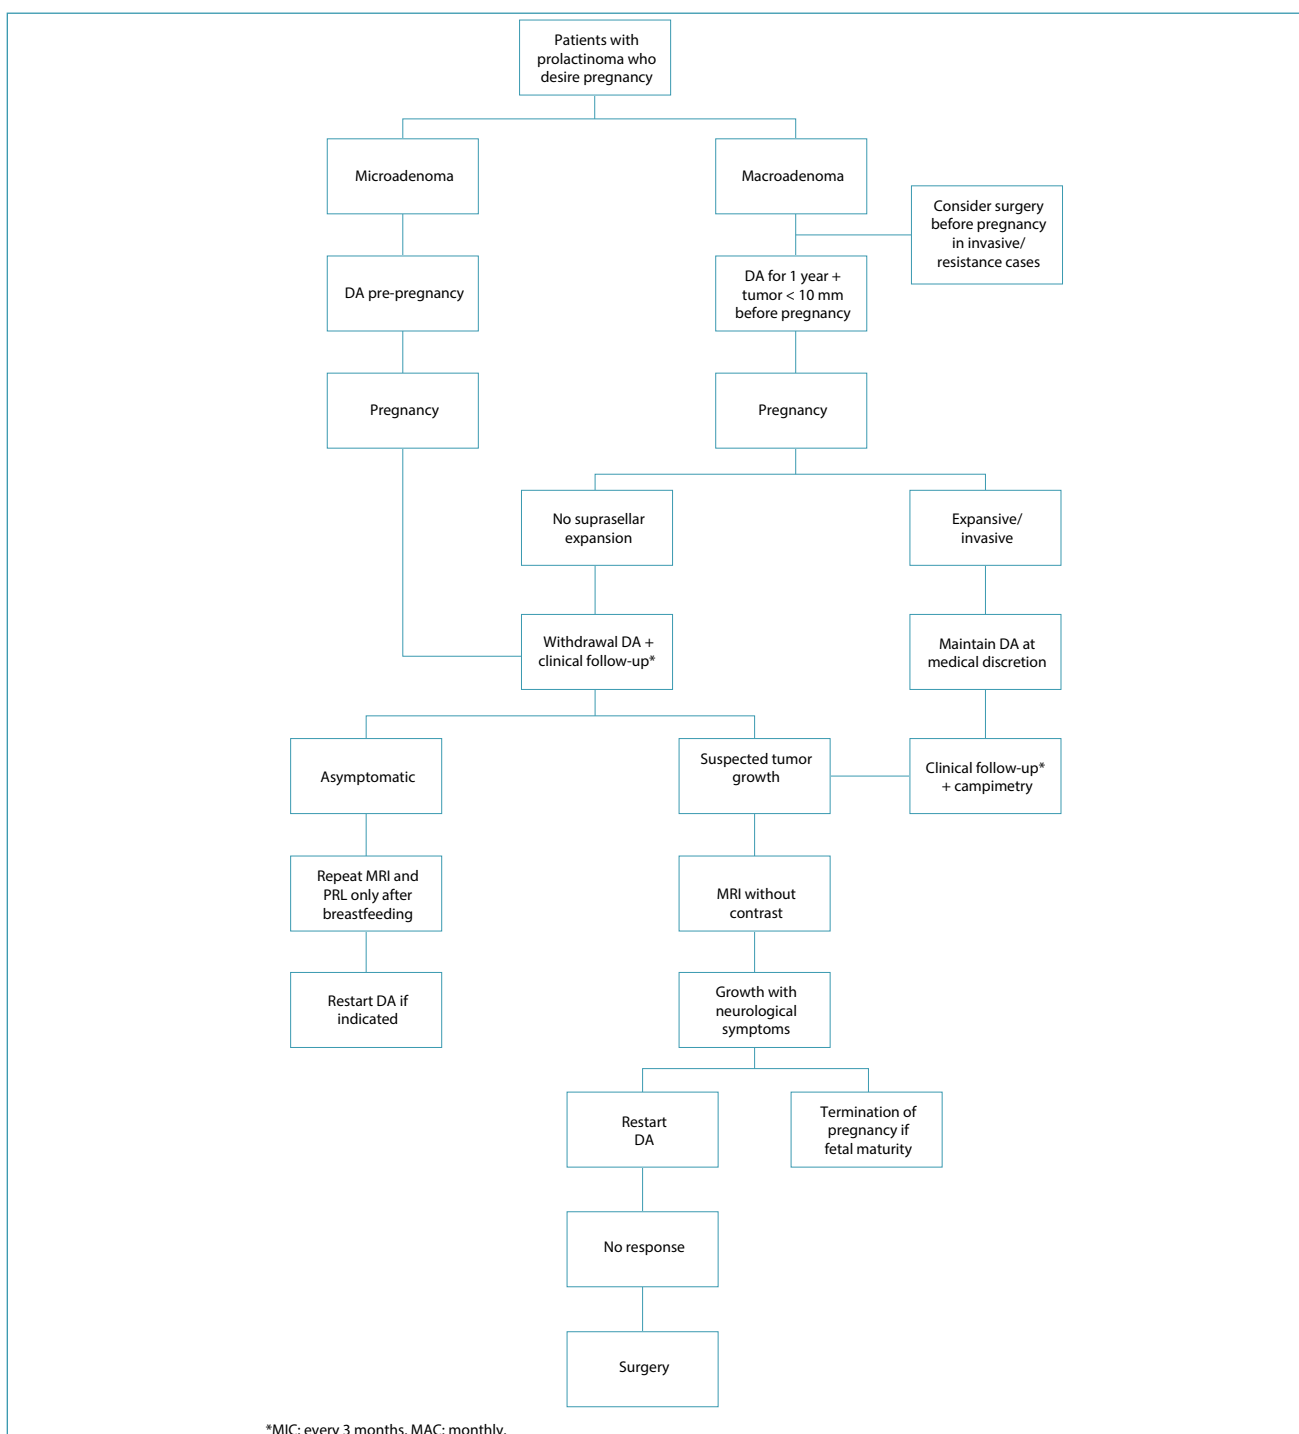 Patients with
prolactinoma who
desire pregnancy
Microadenoma
Macroadenoma
Consider surgery
before pregnancy
in invasive/
resistance cases
DA pre-pregnancy
DA for 1 year +
tumor < 10 mm
before pregnancy
Pregnancy
Pregnancy
No suprasellar
expansion
Expansive/
invasive
Withdrawal DA +
clinical follow-up*
Maintain DA at
medical discretion
Asymptomatic
Suspected tumor
growth
Clinical follow-up*
+ campimetry
Repeat MRI and
PRL only after
breastfeeding
MRI without
contrast
Restart DA if
indicated
Growth with
neurological
symptoms
Restart
DA
Termination of
pregnancy if
fetal maturity
No response
Surgery
*MIC: every 3 months. MAC: monthly.